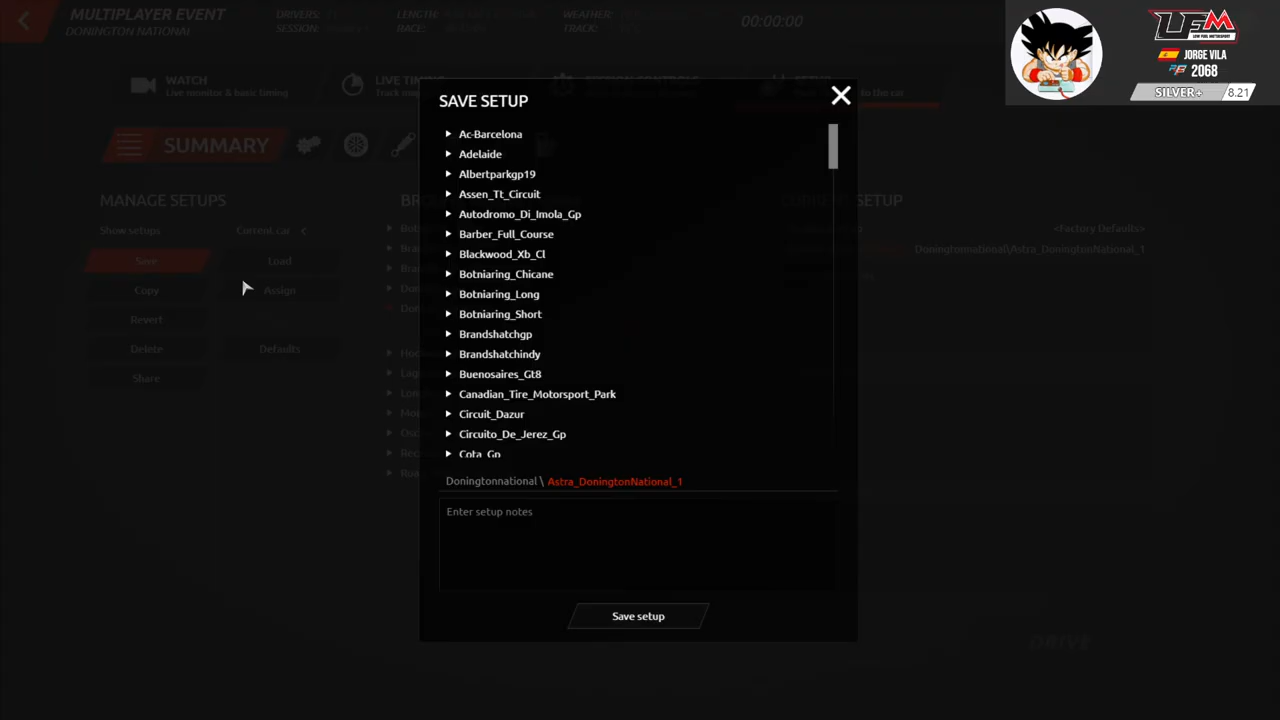 MULTIPLAYER EVENT
DONINGTON NATIONAL
DRIVERS:
SESSION:
LENGTH:
RACE:
WEATHER:
TRACK:
00:00:00
LFM
LOW FUEL MOTORSPORT
JORGE VILA
2068
SILVER+
8.21
WATCH
Live monitor & basic timing
SUMMARY
MANAGE SETUPS
Show setups
Current car
Save
Load
Copy
Assign
Revert
Delete
Defaults
Share
SAVE SETUP
Ac-Barcelona
Adelaide
Albertparkgp19
Assen_Tt_Circuit
Autodromo_Di_Imola_Gp
Barber_Full_Course
Blackwood_Xb_Cl
Botniaring_Chicane
Botniaring_Long
Botniaring_Short
Brandshatchgp
Brandshatchindy
Buenosaires_Gt8
Canadian_Tire_Motorsport_Park
Circuit_Dazur
Circuito_De_Jerez_Gp
Cota_Gp
Doningtonnational \ Astra_DoningtonNational_1
Enter setup notes
Save setup
SETUP
<Factory Defaults>
Doningtonnational\Astra_DoningtonNational_1
DRIVE